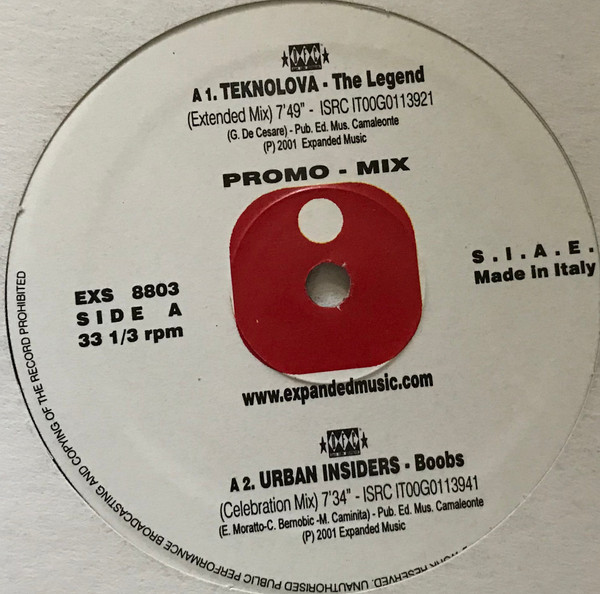 A 1. TEKNOLOVA - The Legend
(Extended Mix) 7'49" - ISRC IT00G0113921
(G. De Cesare) - Pub. Ed. Mus. Camaleonte
(P) 2001 Expanded Music
PROMO - MIX
EXS 8803
SIDE A
33 1/3 rpm
S.I.A.E.
Made in Italy
www.expandedmusic.com
A 2. URBAN INSIDERS - Boobs
(Celebration Mix) 7'34" - ISRC IT00G0113941
(E. Moratto-C. Bernobic -M. Caminita) - Pub. Ed. Mus. Camaleonte
(P) 2001 Expanded Music
WORK RESERVED. UNAUTHORISED PUBLIC PERFORMANCE BROADCASTING AND COPYING OF THE RECORD PROHIBITED